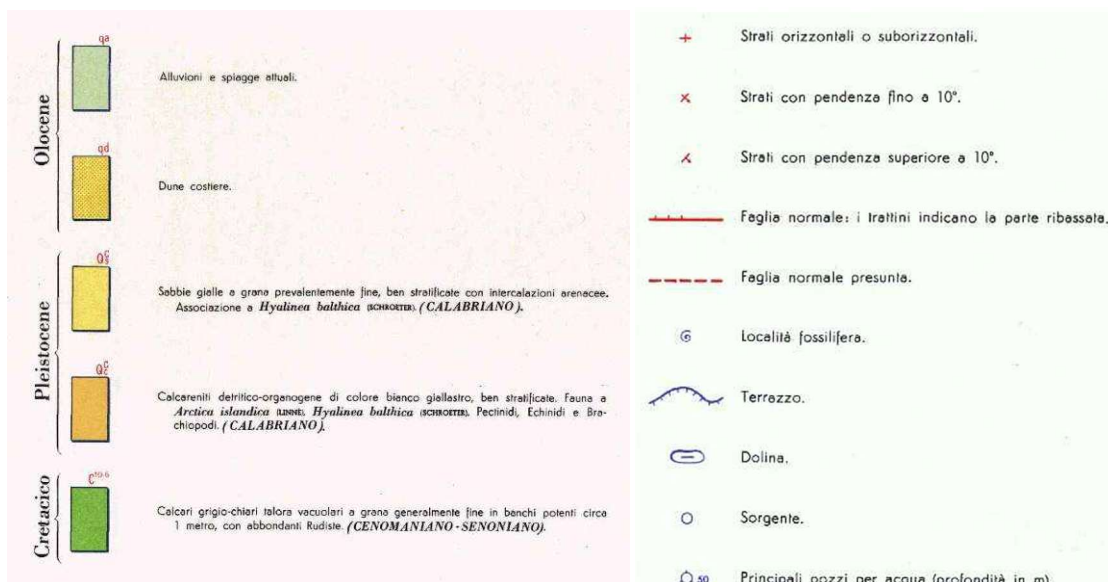 Olocene
qa
Alluvioni e spiagge attuali.
qd
Dune costiere.
Pleistocene
Sabbie gialle a grana prevalentemente fine, ben stratificate con intercalazioni arenacee.
Associazione a Hyalinea balthica (SCHROETER). (CALABRIANO).
Calcareniti detritico-organogene di colore bianco giallastro, ben stratificate. Fauna a
Arctica islandica (LINNÈ), Hyalinea balthica (SCHROETER). Pectinidi, Echinidi e Bra-
chiopodi. (CALABRIANO).
Cretacico
C¹⁰⁻⁶
Calcari grigio-chiari talora vacuolari a grana generalmente fine in banchi potenti circa
1 metro, con abbondanti Rudiste. (CENOMANIANO - SENONIANO).
Strati orizzontali o suborizzontali.
Strati con pendenza fino a 10°.
Strati con pendenza superiore a 10°.
Faglia normale: i trattini indicano la parte ribassata.
Faglia normale presunta.
Località fossilifera.
Terrazzo.
Dolina.
Sorgente.
50 Principali pozzi per acqua (profondità in m)